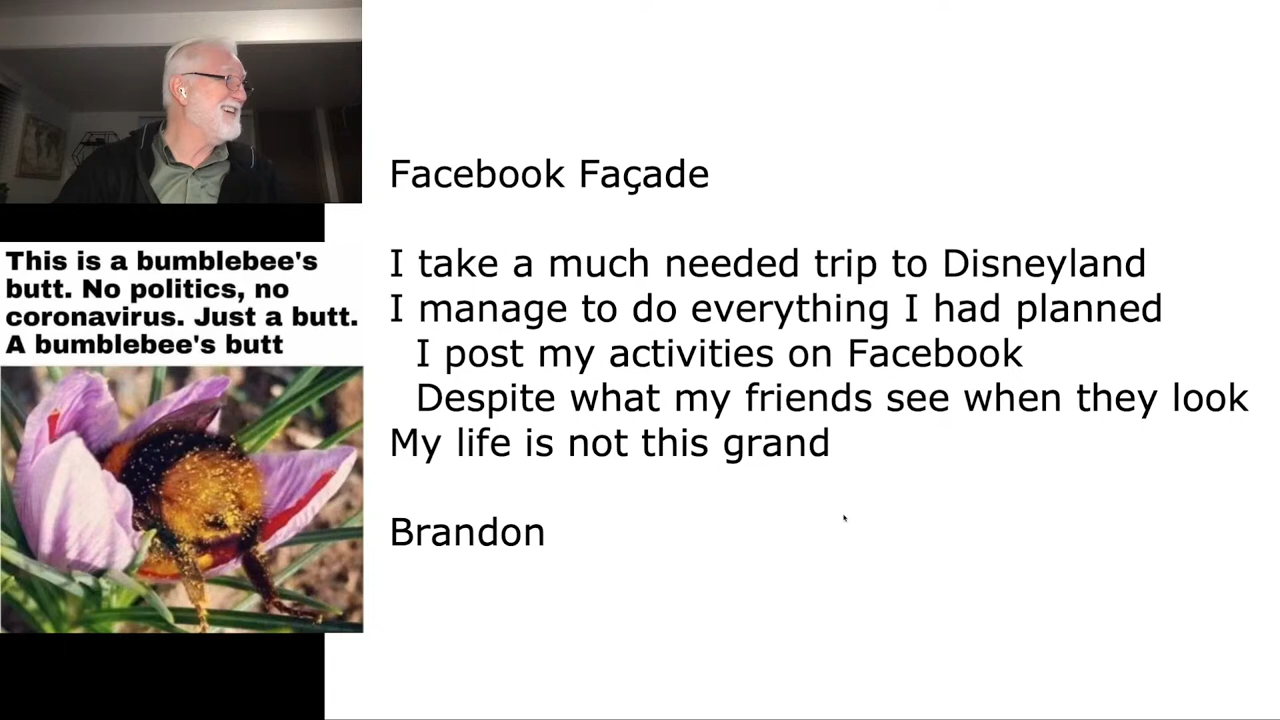 This is a bumblebee's
butt. No politics, no
coronavirus. Just a butt.
A bumblebee's butt
Facebook Façade
I take a much needed trip to Disneyland
I manage to do everything I had planned
I post my activities on Facebook
Despite what my friends see when they look
My life is not this grand
Brandon